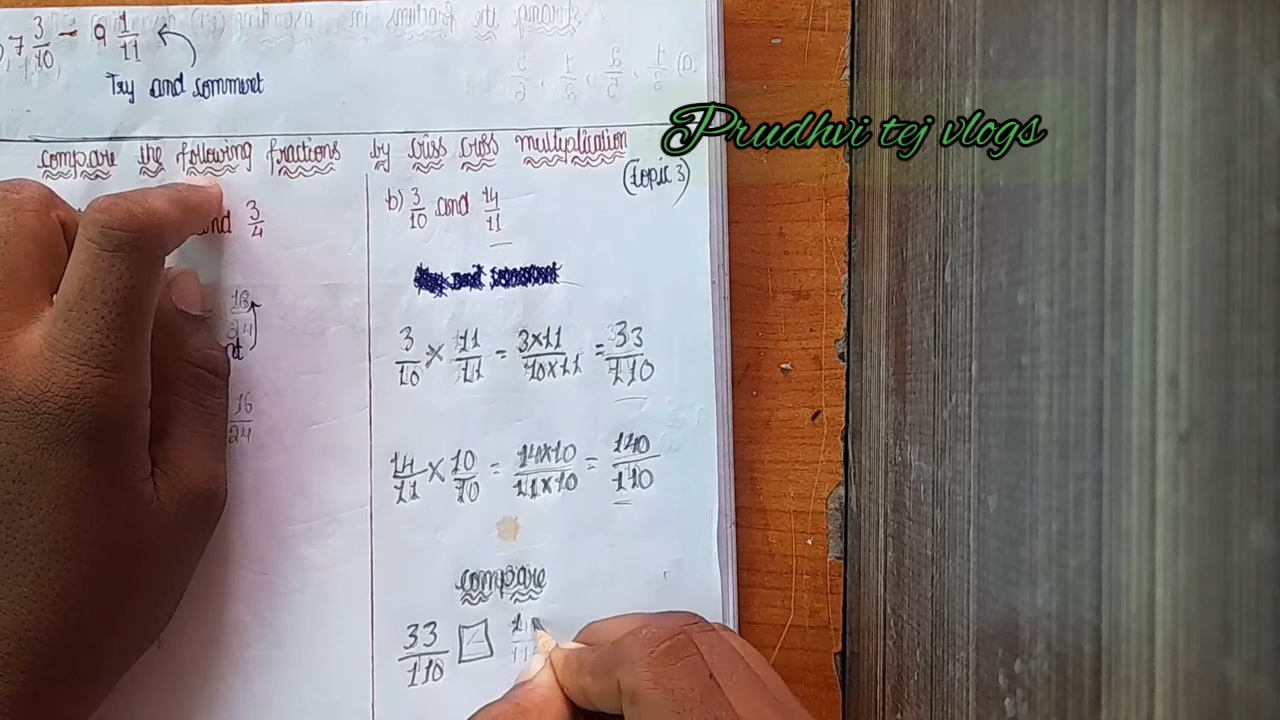 7 3/10 - 9 1/11
Try and comment
Prudhvi tej vlogs
compare the following fractions by criss cross multiplication
(topic 3)
and 3/4
b) 3/10 and 14/11
3/10 × 11/11 = 3×11/10×11 = 33/110
16/24
14/11 × 10/10 = 14×10/11×10 = 140/110
compare
33/110